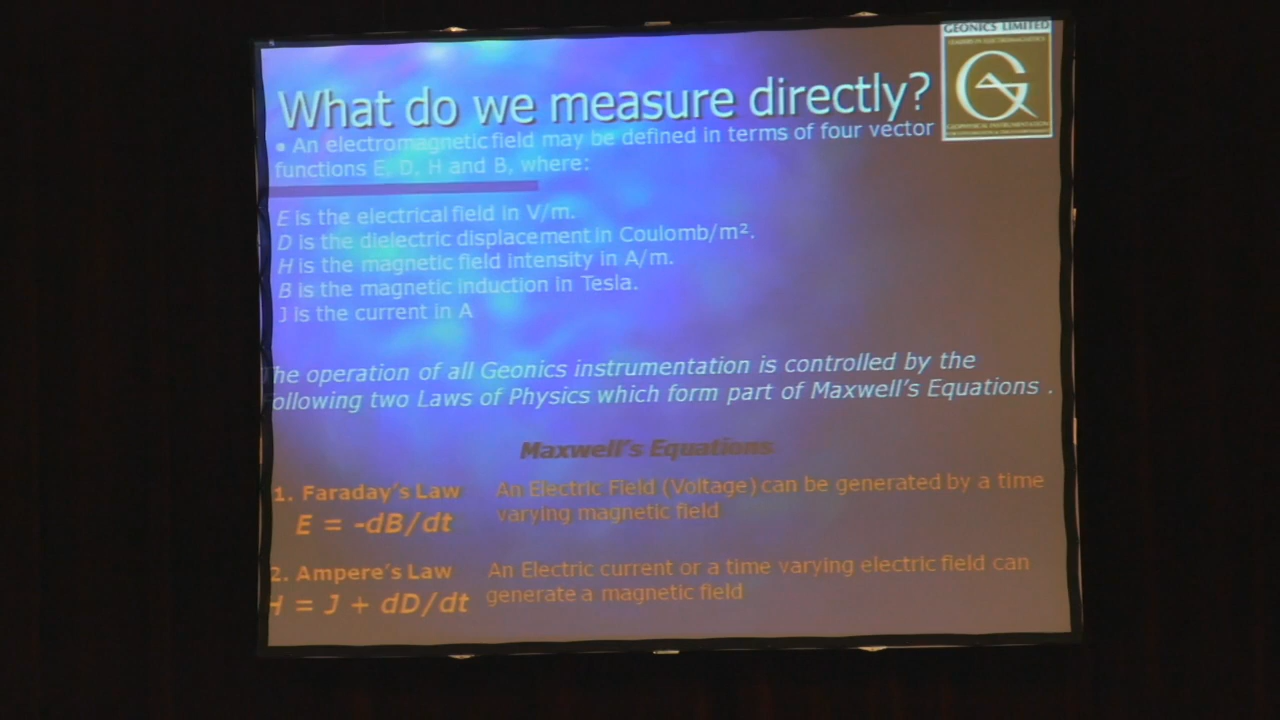 GEONICS LIMITED
LEADERS IN ELECTROMAGNETICS
G
GEOPHYSICAL INSTRUMENTATION
What do we measure directly?
• An electromagnetic field may be defined in terms of four vector
functions E, D, H and B, where:
E is the electrical field in V/m.
D is the dielectric displacement in Coulomb/m².
H is the magnetic field intensity in A/m.
B is the magnetic induction in Tesla.
J is the current in A
The operation of all Geonics instrumentation is controlled by the
following two Laws of Physics which form part of Maxwell's Equations .
Maxwell's Equations
1. Faraday's Law An Electric Field (Voltage) can be generated by a time
E = -dB/dt varying magnetic field
2. Ampere's Law An Electric current or a time varying electric field can
H = J + dD/dt generate a magnetic field